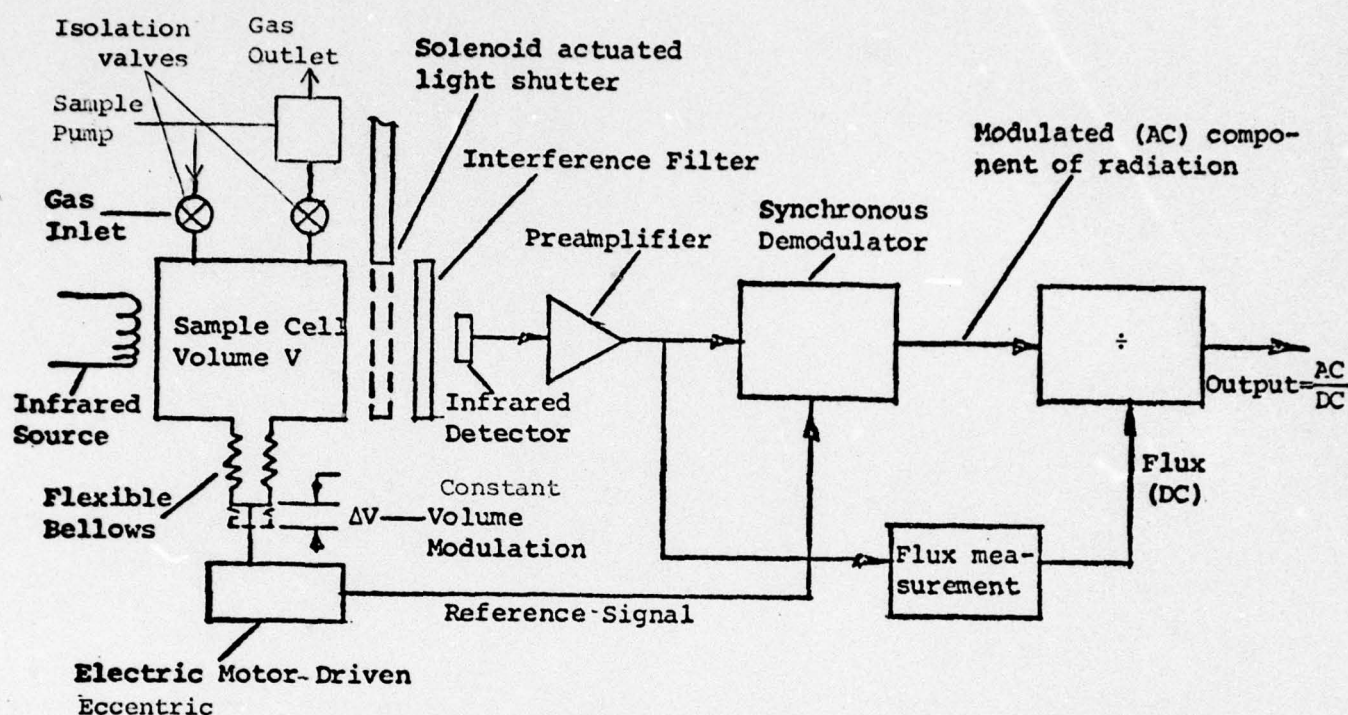 Isolation
valves
Gas
Outlet
Solenoid actuated
light shutter
Sample
Pump
Interference Filter
Modulated (AC) compo-
nent of radiation
Gas
Inlet
Preamplifier
Synchronous
Demodulator
Sample Cell
Volume V
÷
Output=AC/DC
Infrared
Source
Infrared
Detector
Flux
(DC)
Flexible
Bellows
ΔV
Constant
Volume
Modulation
Flux mea-
surement
Reference Signal
Electric Motor-Driven
Eccentric